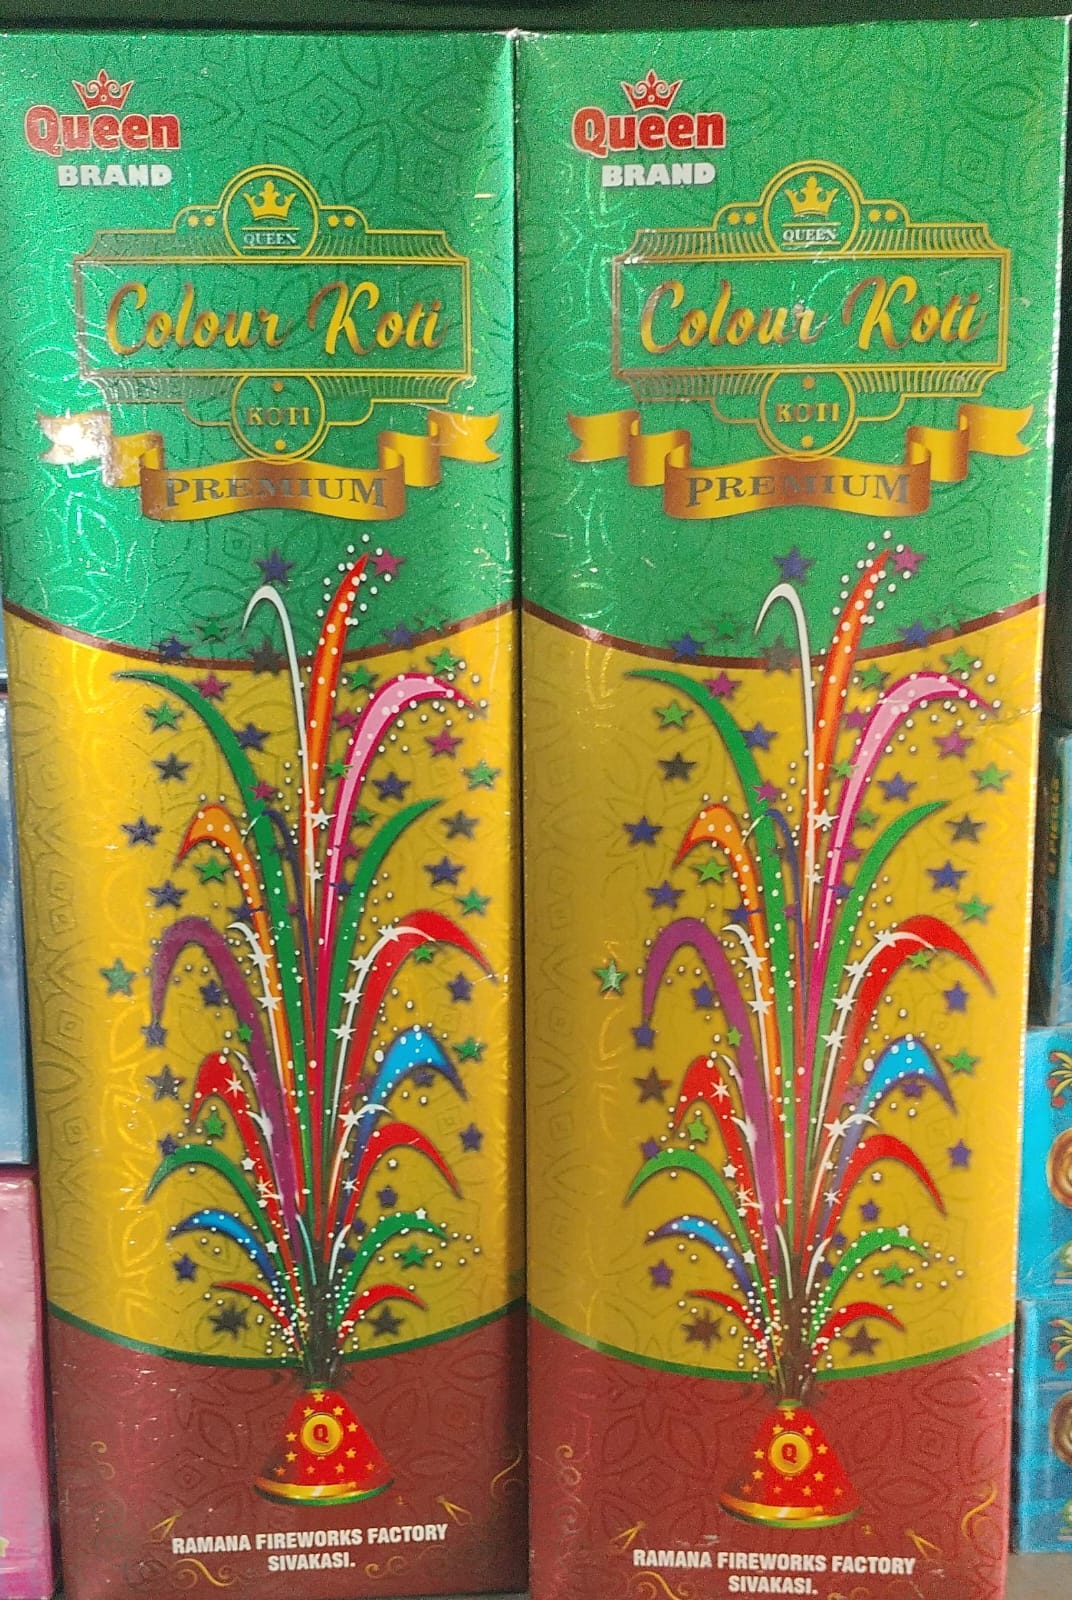 Queen
BRAND
QUEEN
Colour Koti
KOTI
PREMIUM
Q
RAMANA FIREWORKS FACTORY
SIVAKASI.
Queen
BRAND
QUEEN
Colour Koti
KOTI
PREMIUM
Q
RAMANA FIREWORKS FACTORY
SIVAKASI.
PIECES